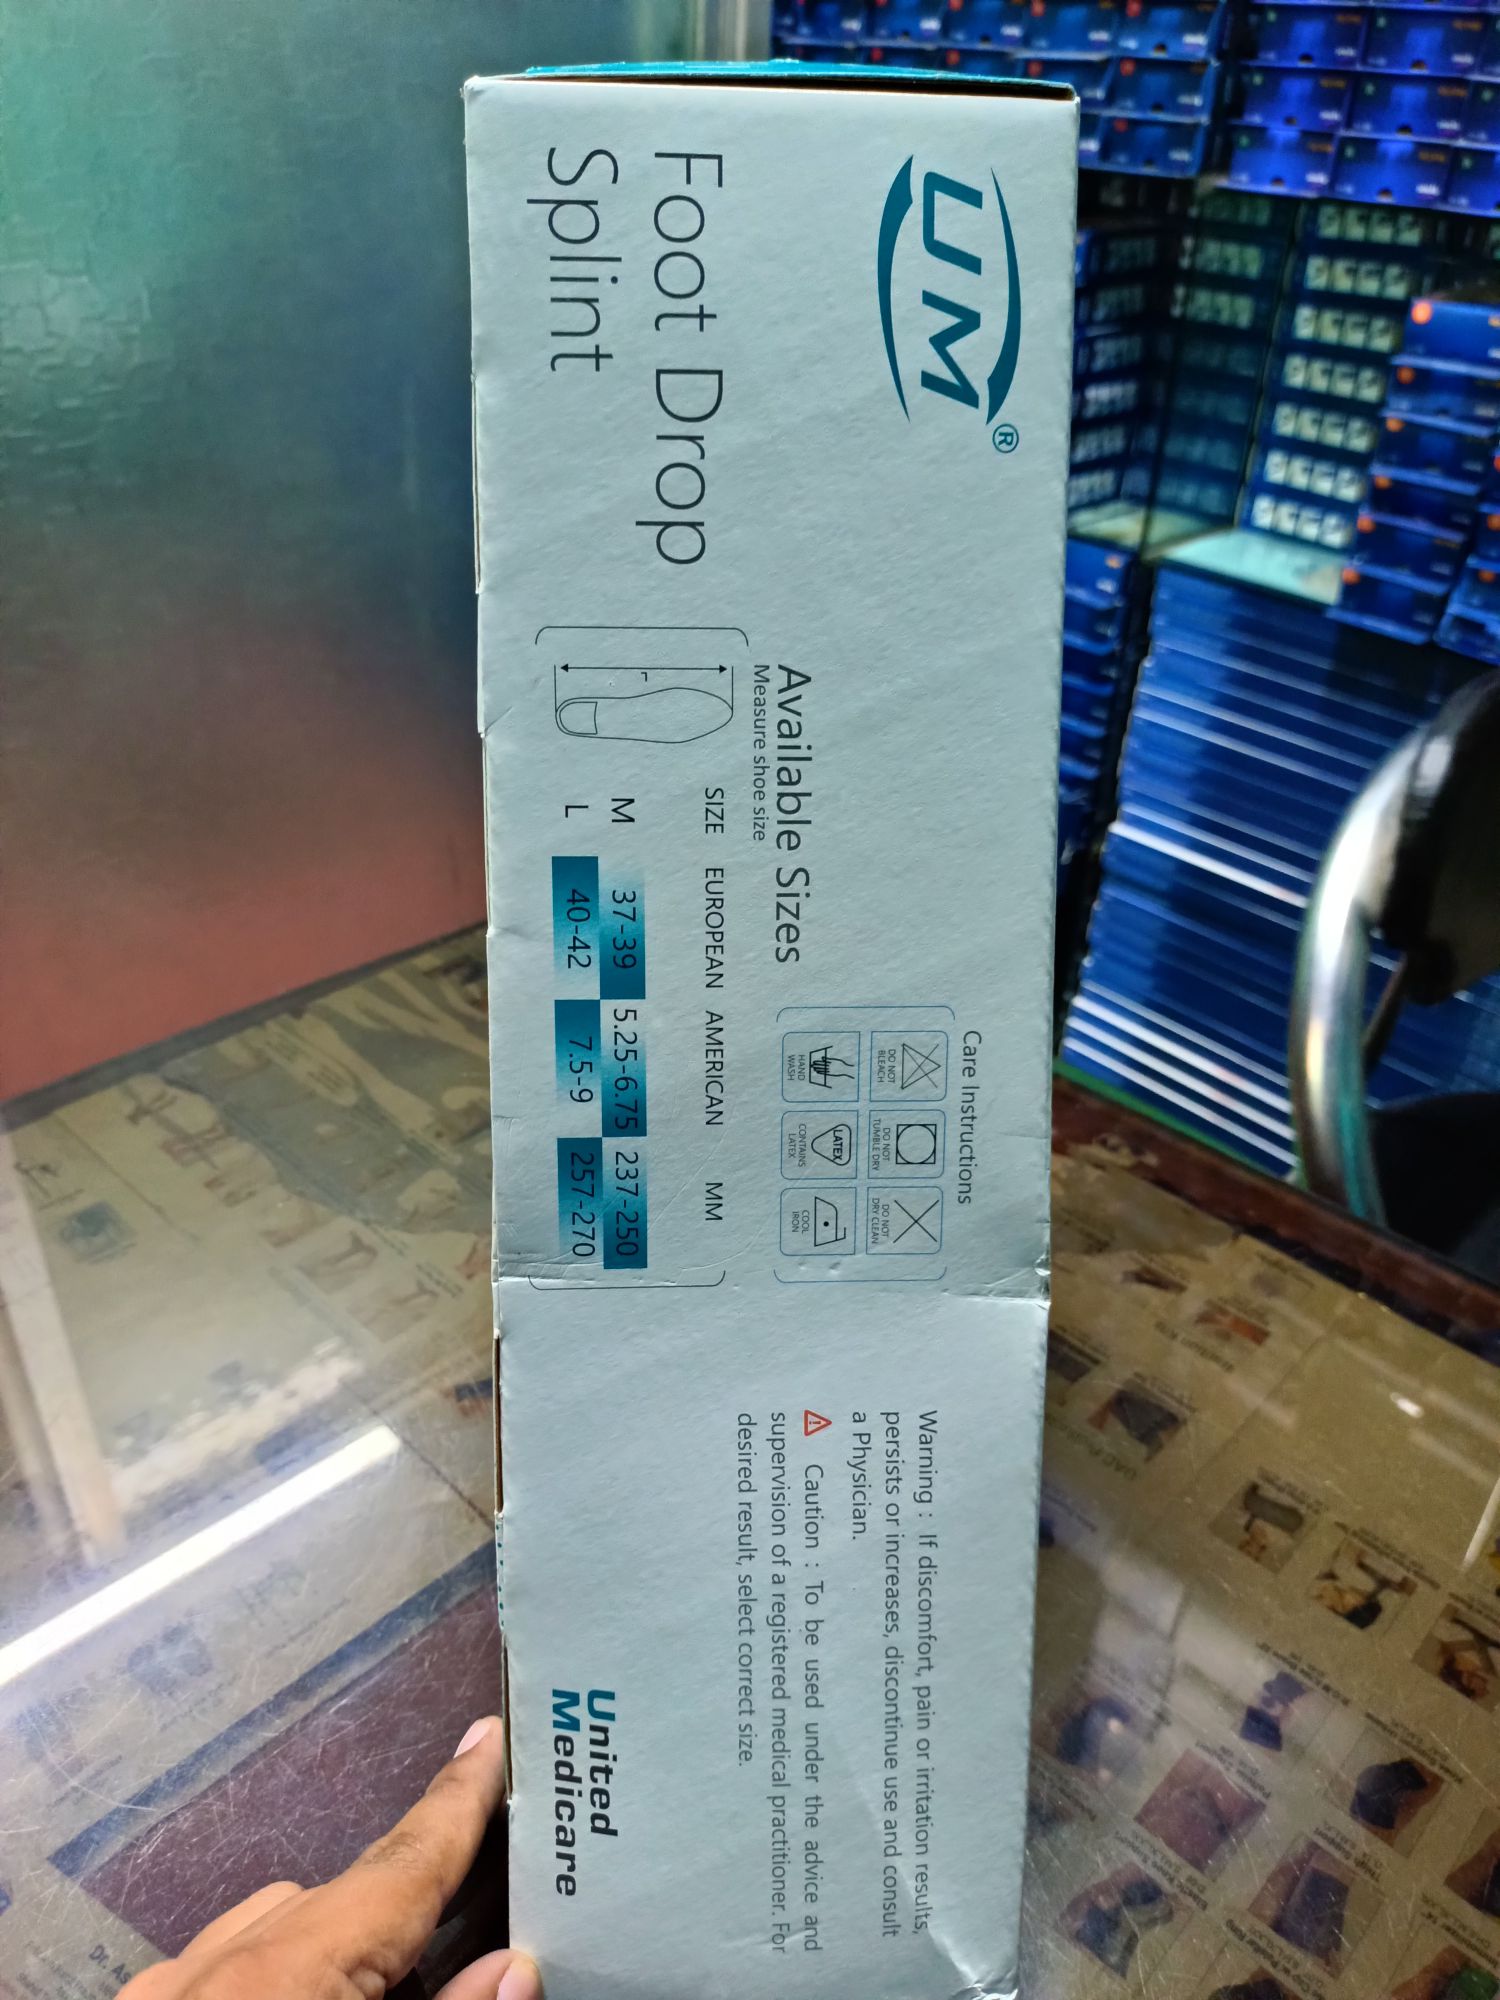 UM®
Foot Drop
Splint
Available Sizes
Measure shoe size
L
SIZE EUROPEAN AMERICAN MM
M 37-39 5.25-6.75 237-250
L 40-42 7.5-9 257-270
Care Instructions
DO NOT
BLEACH
DO NOT
TUMBLE DRY
DO NOT
DRY CLEAN
HAND
WASH
LATEX
CONTAINS
LATEX
COOL
IRON
Warning : If discomfort, pain or irritation results,
persists or increases, discontinue use and consult
a Physician.
Caution : To be used under the advice and
supervision of a registered medical practitioner. For
desired result, select correct size.
United
Medicare